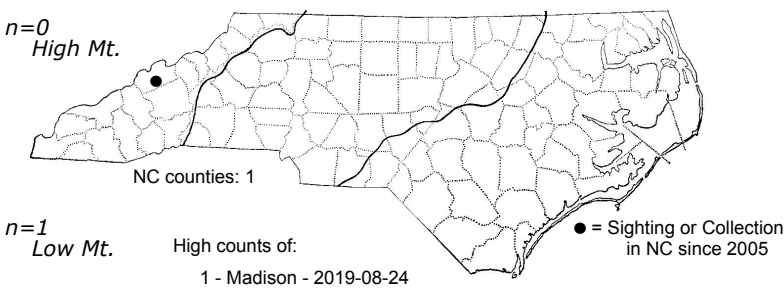 n=0
High Mt.
NC counties: 1
n=1
Low Mt.
High counts of:
1 - Madison - 2019-08-24
● = Sighting or Collection
in NC since 2005